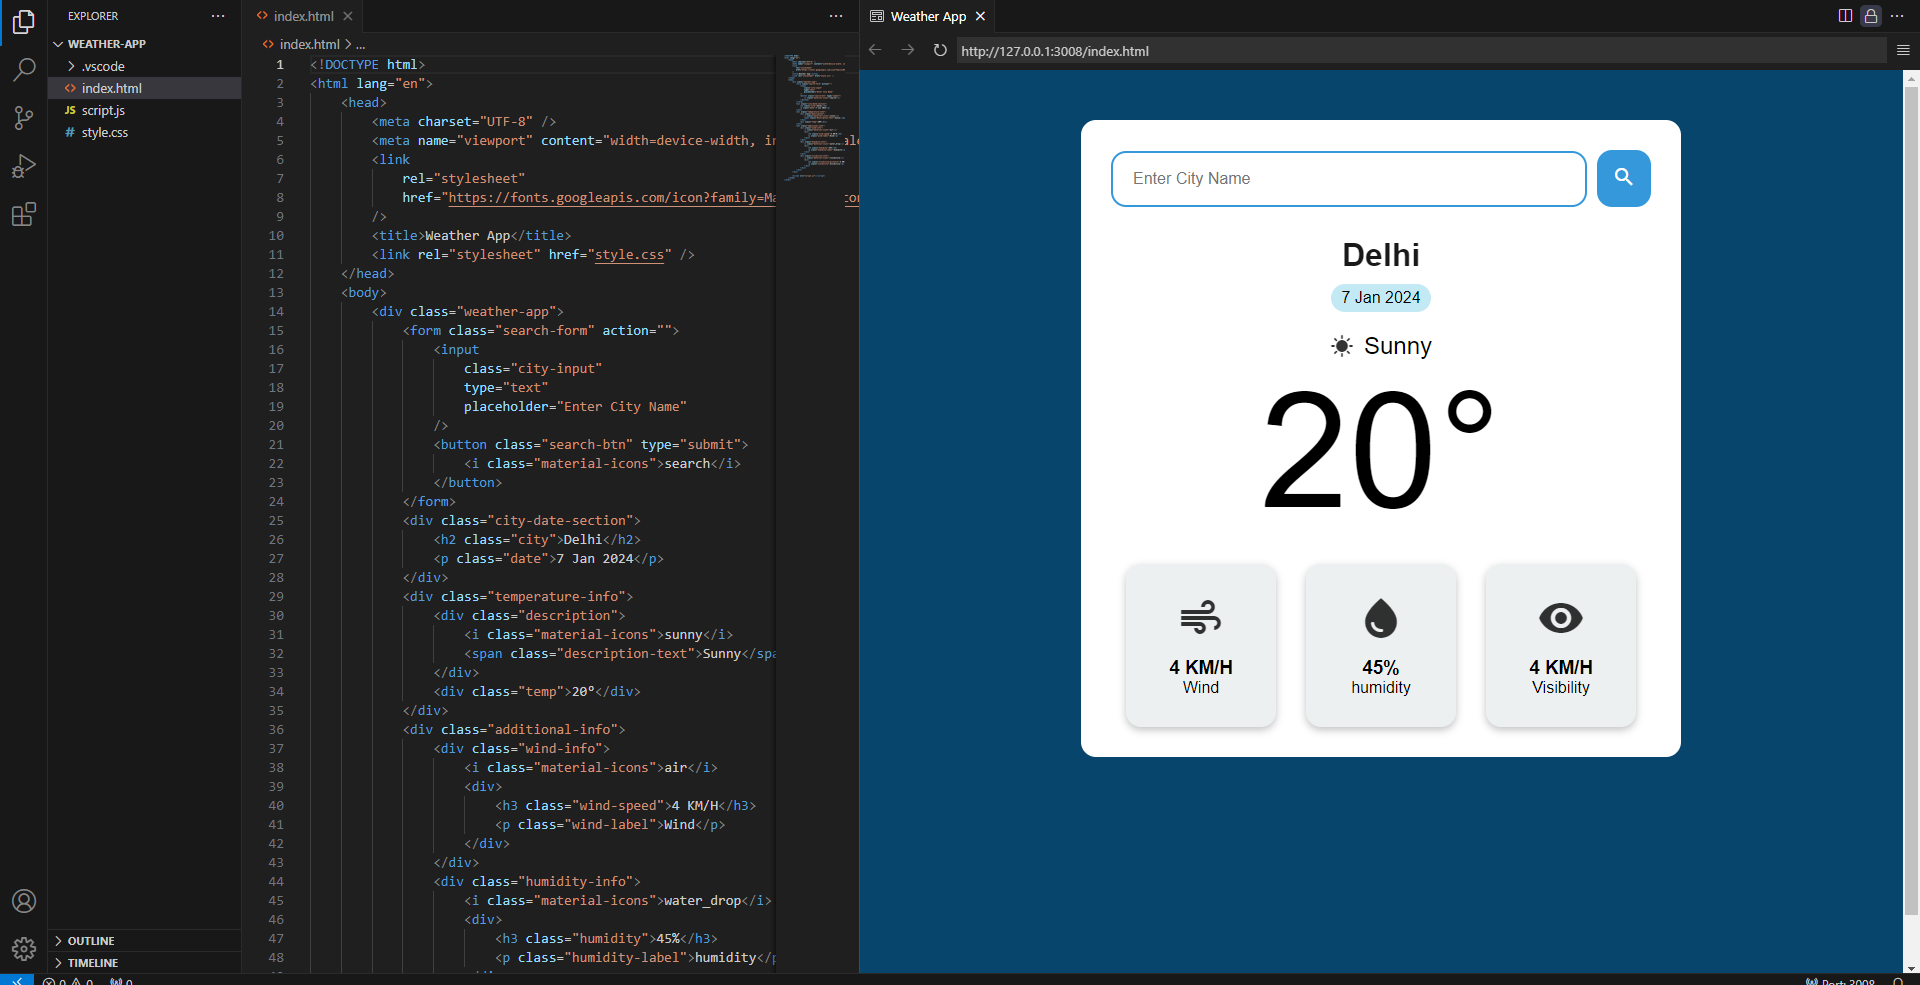 EXPLORER
WEATHER-APP
.vscode
index.html
script.js
style.css
OUTLINE
TIMELINE
index.html
index.html > ...
1 <!DOCTYPE html>
2 <html lang="en">
3 <head>
4 <meta charset="UTF-8" />
5 <meta name="viewport" content="width=device-width, in
6 <link
7 rel="stylesheet"
8 href="https://fonts.googleapis.com/icon?family=Ma
9 />
10 <title>Weather App</title>
11 <link rel="stylesheet" href="style.css" />
12 </head>
13 <body>
14 <div class="weather-app">
15 <form class="search-form" action="">
16 <input
17 class="city-input"
18 type="text"
19 placeholder="Enter City Name"
20 />
21 <button class="search-btn" type="submit">
22 <i class="material-icons">search</i>
23 </button>
24 </form>
25 <div class="city-date-section">
26 <h2 class="city">Delhi</h2>
27 <p class="date">7 Jan 2024</p>
28 </div>
29 <div class="temperature-info">
30 <div class="description">
31 <i class="material-icons">sunny</i>
32 <span class="description-text">Sunny</spa
33 </div>
34 <div class="temp">20°</div>
35 </div>
36 <div class="additional-info">
37 <div class="wind-info">
38 <i class="material-icons">air</i>
39 <div>
40 <h3 class="wind-speed">4 KM/H</h3>
41 <p class="wind-label">Wind</p>
42 </div>
43 </div>
44 <div class="humidity-info">
45 <i class="material-icons">water_drop</i>
46 <div>
47 <h3 class="humidity">45%</h3>
48 <p class="humidity-label">humidity</p
Weather App
http://127.0.0.1:3008/index.html
Enter City Name
Delhi
7 Jan 2024
Sunny
20°
4 KM/H
Wind
45%
humidity
4 KM/H
Visibility
0 0 0
Port: 3008